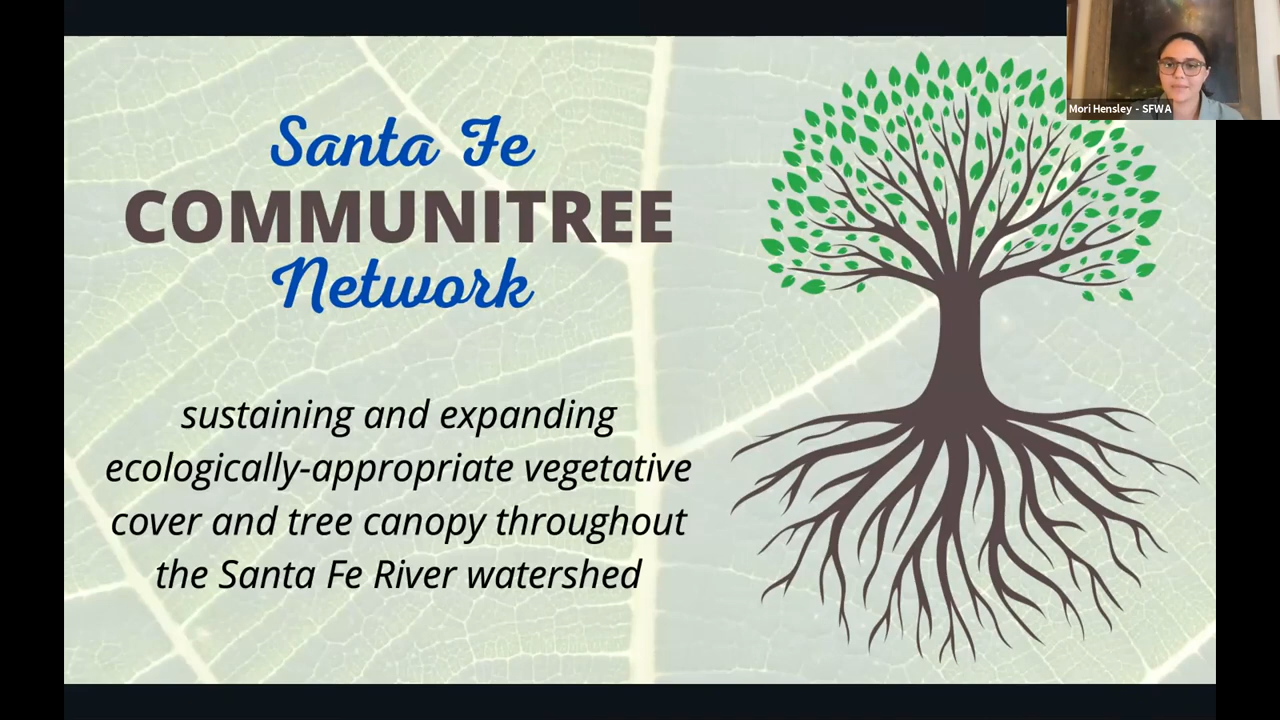 Mori Hensley - SFWA
Santa Fe
COMMUNITREE
Network
sustaining and expanding
ecologically-appropriate vegetative
cover and tree canopy throughout
the Santa Fe River watershed